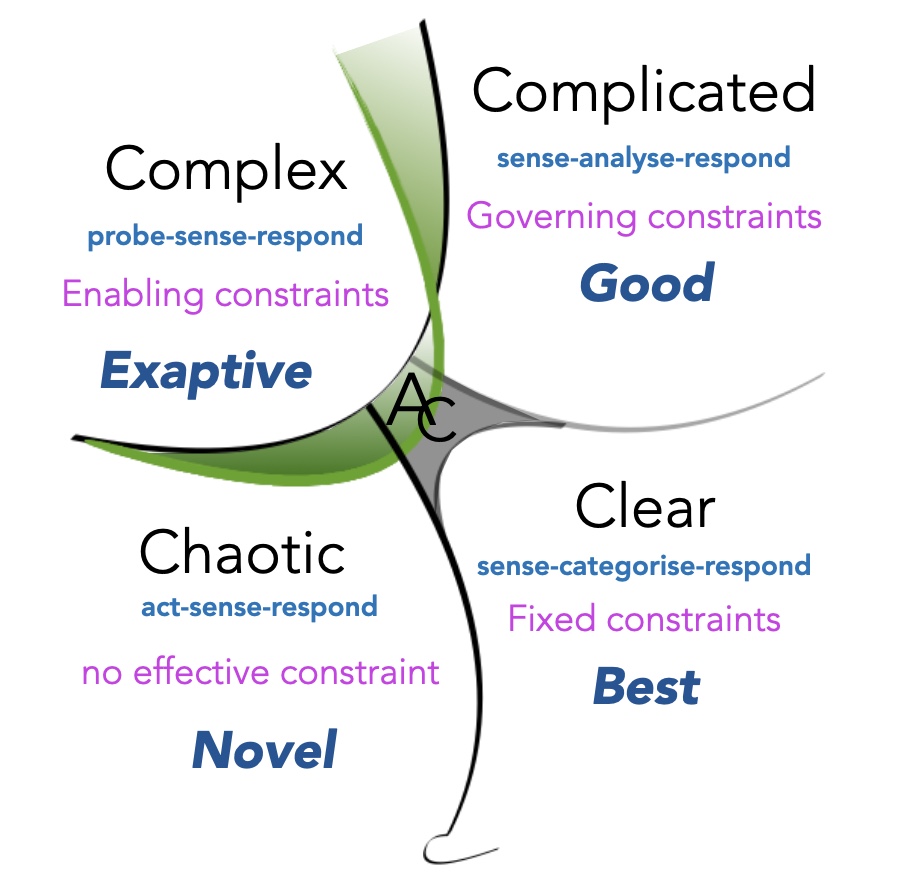 Complex
probe-sense-respond
Enabling constraints
Exaptive
Complicated
sense-analyse-respond
Governing constraints
Good
A
C
Chaotic
act-sense-respond
no effective constraint
Novel
Clear
sense-categorise-respond
Fixed constraints
Best